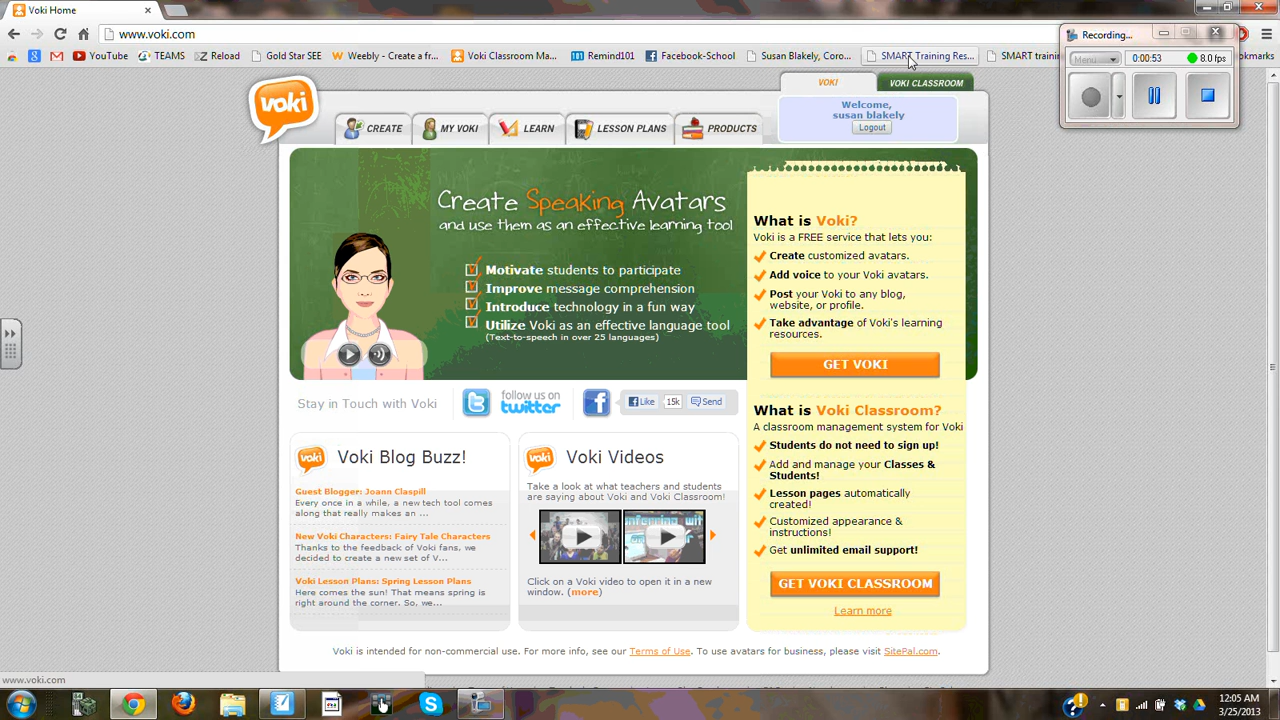 Voki Home
www.voki.com
YouTube TEAMS Reload Gold Star SEE Weebly - Create a fr... Voki Classroom Ma... Remind101 Facebook-School Susan Blakely, Coro... SMART Training Res... SMART trainin
Recording...
Menu 0:00:53 8.0 fps
VOKI VOKI CLASSROOM
Welcome,
susan blakely
Logout
voki
CREATE MY VOKI LEARN LESSON PLANS PRODUCTS
Create Speaking Avatars
and use them as an effective learning tool
Motivate students to participate
Improve message comprehension
Introduce technology in a fun way
Utilize Voki as an effective language tool
(Text-to-speech in over 25 languages)
What is Voki?
Voki is a FREE service that lets you:
Create customized avatars.
Add voice to your Voki avatars.
Post your Voki to any blog,
website, or profile.
Take advantage of Voki's learning
resources.
GET VOKI
What is Voki Classroom?
A classroom management system for Voki
Students do not need to sign up!
Add and manage your Classes &
Students!
Lesson pages automatically
created!
Customized appearance &
instructions!
Get unlimited email support!
GET VOKI CLASSROOM
Learn more
Stay in Touch with Voki
follow us on
twitter
Like 15k Send
voki Voki Blog Buzz!
Guest Blogger: Joann Claspill
Every once in a while, a new tech tool comes
along that really makes an ...
New Voki Characters: Fairy Tale Characters
Thanks to the feedback of Voki fans, we
decided to create a new set of V...
Voki Lesson Plans: Spring Lesson Plans
Here comes the sun! That means spring is
right around the corner. So, we...
voki Voki Videos
Take a look at what teachers and students
are saying about Voki and Voki Classroom!
Click on a Voki video to open it in a new
window. (more)
Voki is intended for non-commercial use. For more info, see our Terms of Use. To use avatars for business, please visit SitePal.com.
www.voki.com
12:05 AM
3/25/2013